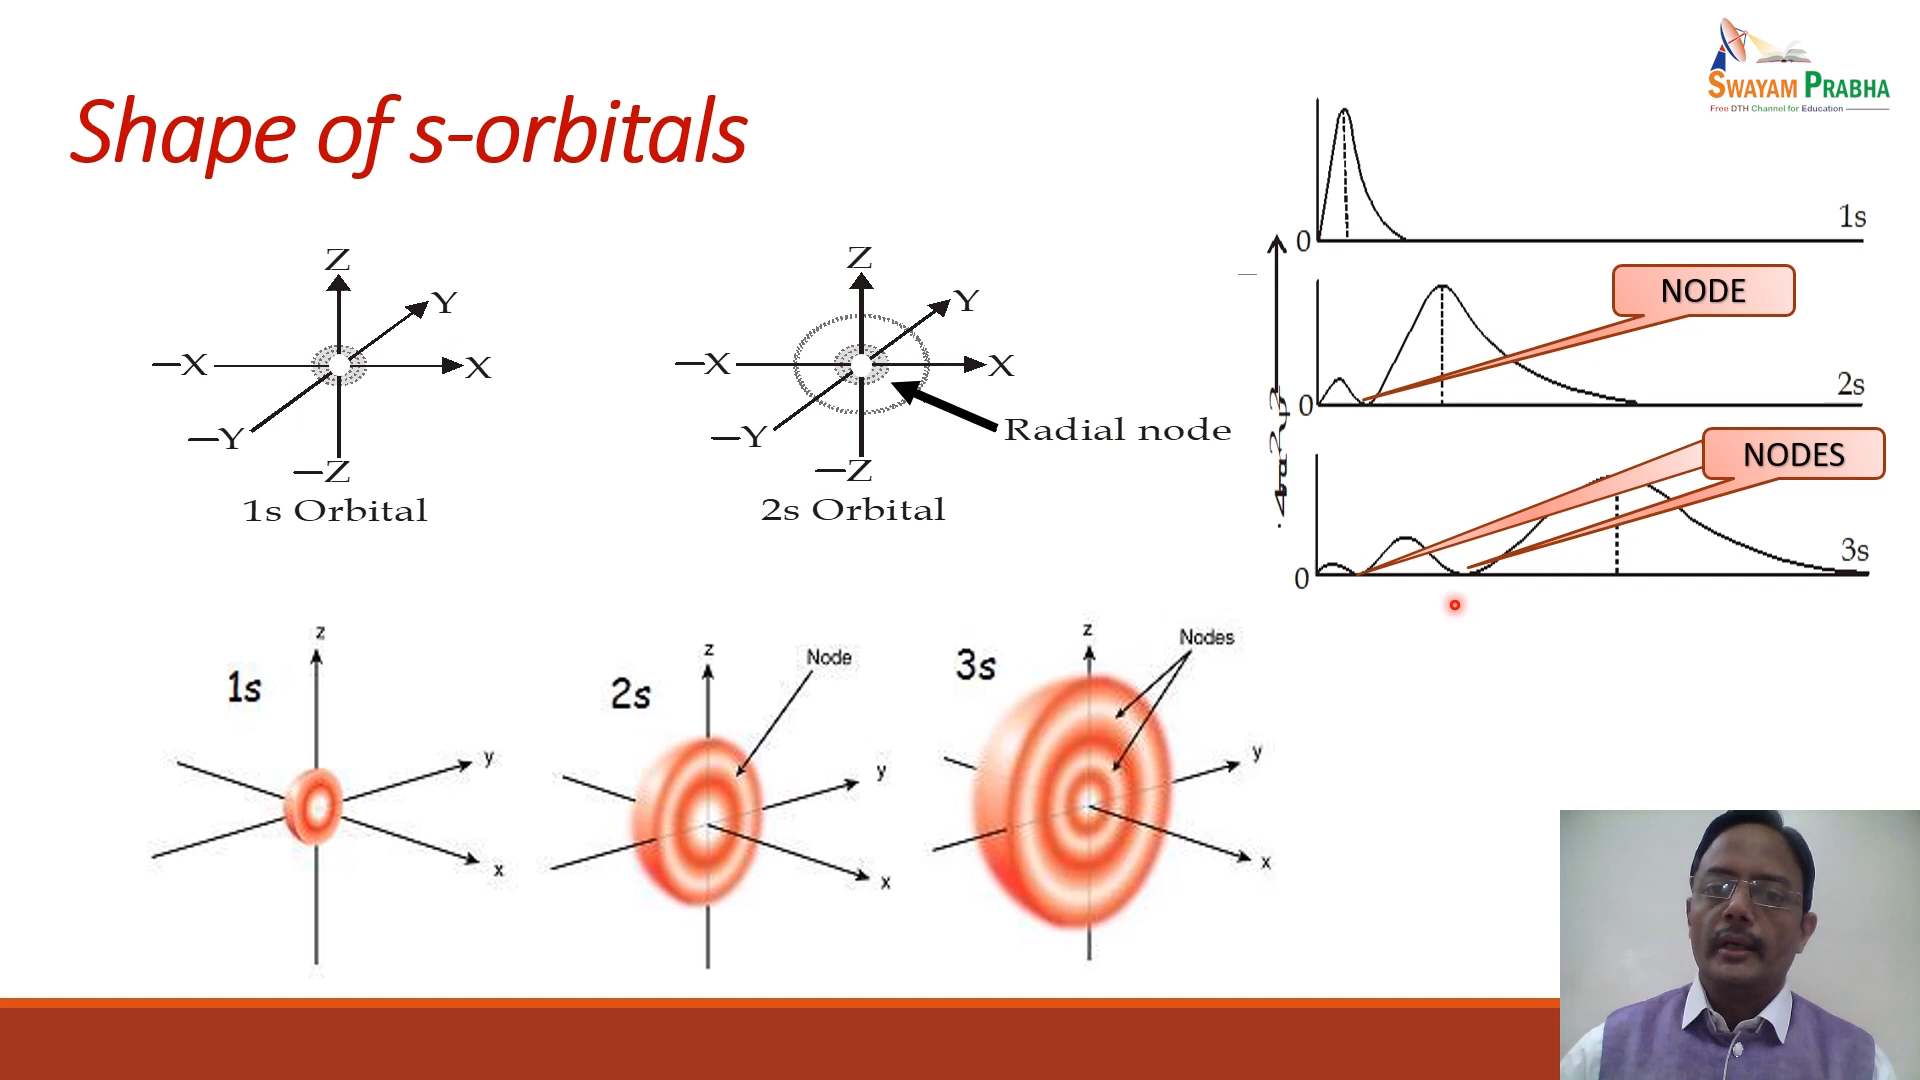 SWAYAM PRABHA
Free DTH Channel for Education
Shape of s-orbitals
Z
Y
–X
X
–Y
–Z
1s Orbital
Z
Y
–X
X
–Y
Radial node
–Z
2s Orbital
0
1s
NODE
0
2s
NODES
0
3s
1s
z
y
x
2s
z
Node
y
x
3s
z
Nodes
y
x